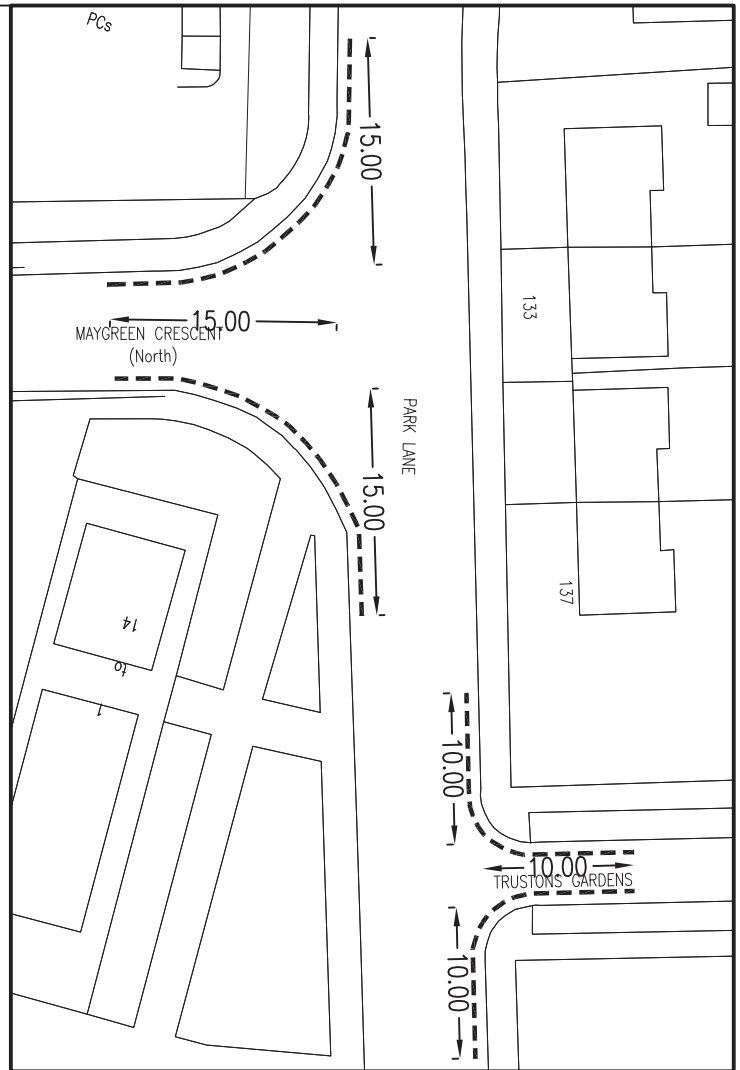 PCs
15.00
15.00
MAYGREEN CRESCENT
(North)
133
PARK LANE
15.00
137
14
to
1
10.00
10.00
TRUSTONS GARDENS
10.00